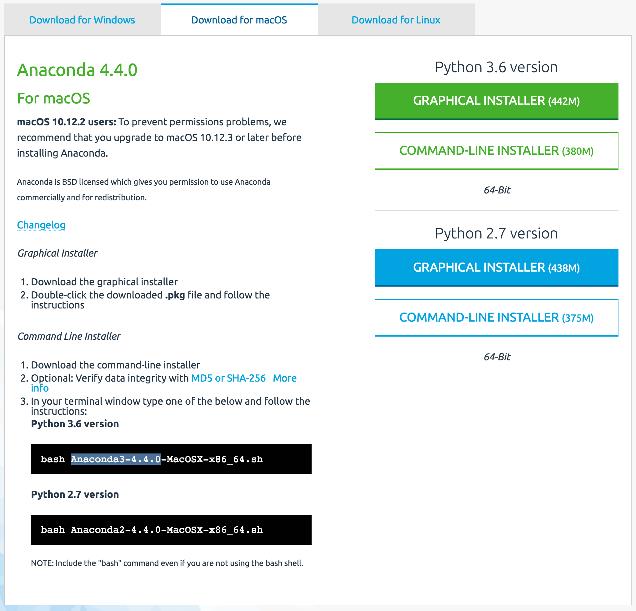 Download for Windows
Download for macOS
Download for Linux
Anaconda 4.4.0
For macOS
macOS 10.12.2 users: To prevent permissions problems, we
recommend that you upgrade to macOS 10.12.3 or later before
installing Anaconda.
Anaconda is BSD licensed which gives you permission to use Anaconda
commercially and for redistribution.
Changelog
Graphical Installer
1. Download the graphical installer
2. Double-click the downloaded .pkg file and follow the
instructions
Command Line Installer
1. Download the command-line installer
2. Optional: Verify data integrity with MD5 or SHA-256 More
info
3. In your terminal window type one of the below and follow the
instructions:
Python 3.6 version
bash Anaconda3-4.4.0-MacOSX-x86_64.sh
Python 2.7 version
bash Anaconda2-4.4.0-MacOSX-x86_64.sh
NOTE: Include the "bash" command even if you are not using the bash shell.
Python 3.6 version
GRAPHICAL INSTALLER (442M)
COMMAND-LINE INSTALLER (380M)
64-Bit
Python 2.7 version
GRAPHICAL INSTALLER (438M)
COMMAND-LINE INSTALLER (375M)
64-Bit